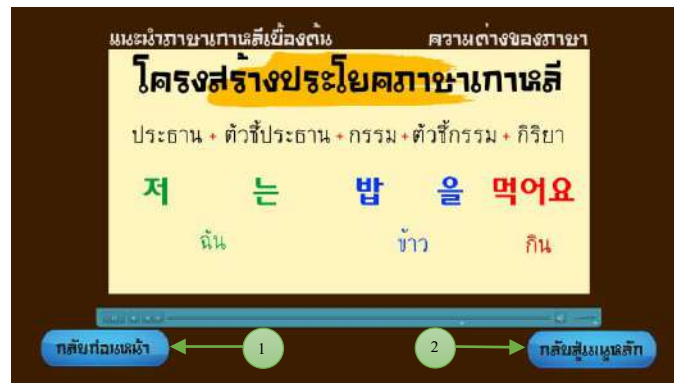 แนะนำภาษาเกาหลีเบื้องต้น ความต่างของภาษา
โครงสร้างประโยคภาษาเกาหลี
ประธาน + ตัวชี้ประธาน + กรรม + ตัวชี้กรรม + กิริยา
저 는 밥 을 먹어요
ฉัน ข้าว กิน
กลับก่อนหน้า 1 2 กลับสู่เมนูหลัก